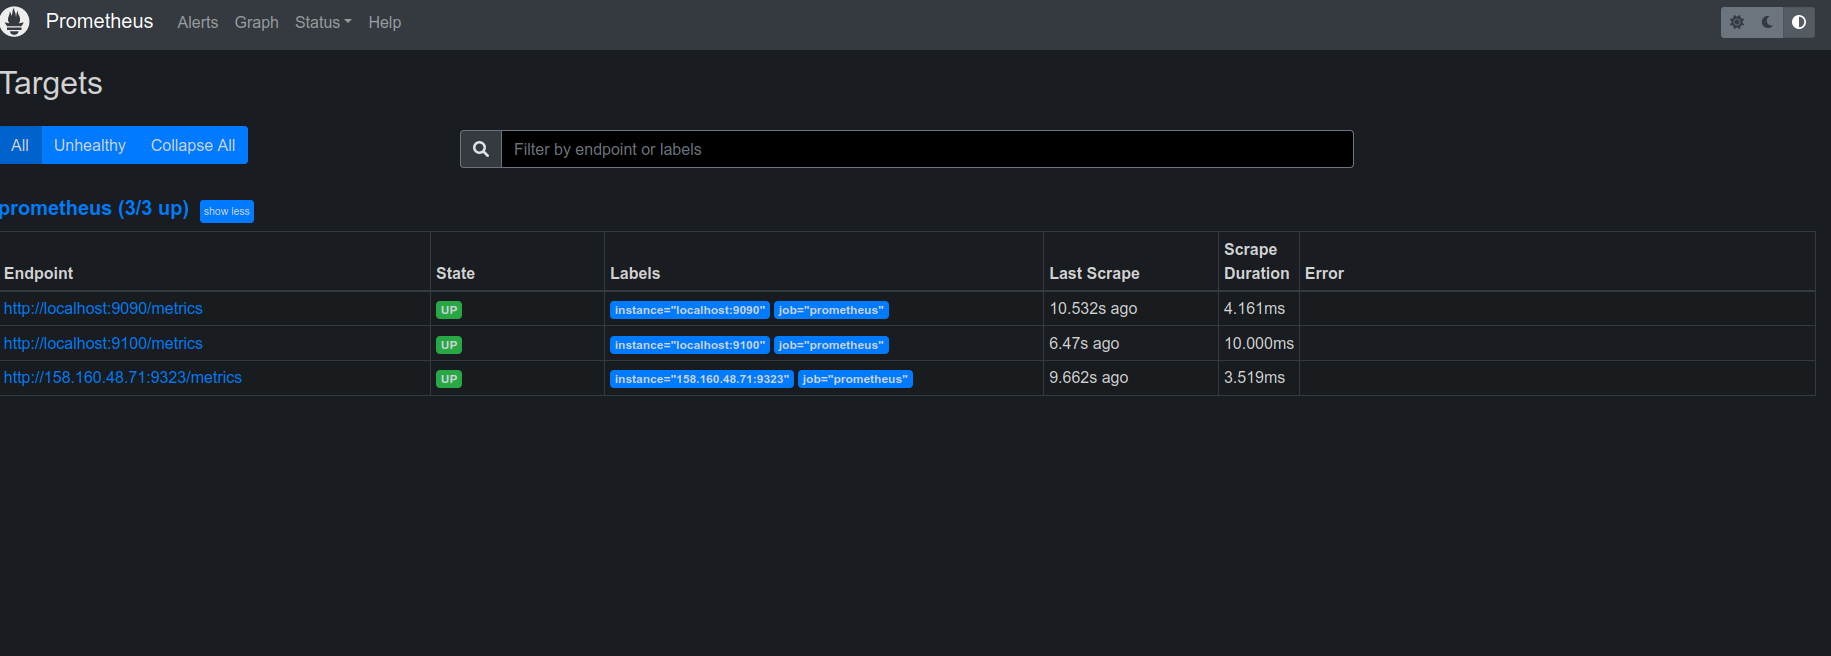 Prometheus Alerts Graph Status Help
Targets
All Unhealthy Collapse All
Filter by endpoint or labels
prometheus (3/3 up) show less
Endpoint State Labels Last Scrape Scrape Duration Error
http://localhost:9090/metrics UP instance="localhost:9090" job="prometheus" 10.532s ago 4.161ms
http://localhost:9100/metrics UP instance="localhost:9100" job="prometheus" 6.47s ago 10.000ms
http://158.160.48.71:9323/metrics UP instance="158.160.48.71:9323" job="prometheus" 9.662s ago 3.519ms